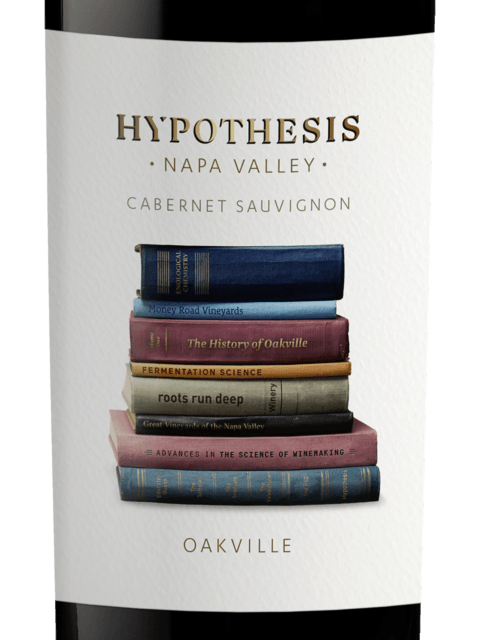 HYPOTHESIS
• NAPA VALLEY •
CABERNET SAUVIGNON
ENOLOGICAL
CHEMISTRY
Money Road Vineyards
The History of Oakville
FERMENTATION SCIENCE
roots run deep
Winery
Great Vineyards of the Napa Valley
ADVANCES IN THE SCIENCE OF WINEMAKING
Hypothesis
OAKVILLE